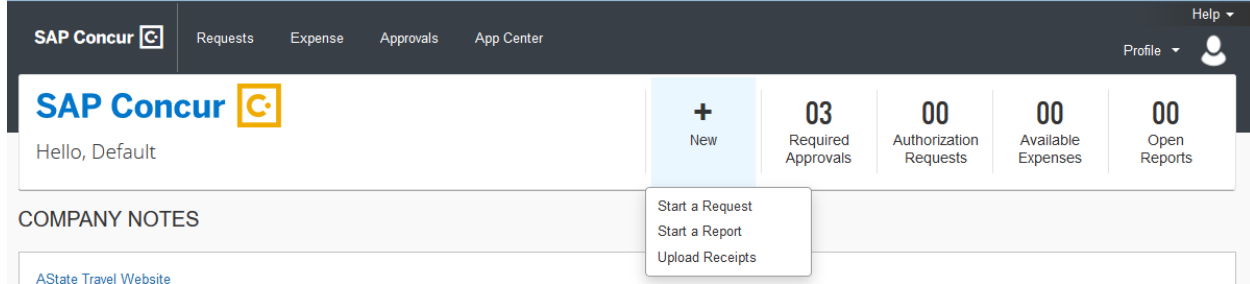 Help
SAP Concur C
Requests
Expense
Approvals
App Center
Profile
SAP Concur C
Hello, Default
+
New
03
Required
Approvals
00
Authorization
Requests
00
Available
Expenses
00
Open
Reports
Start a Request
Start a Report
Upload Receipts
COMPANY NOTES
AState Travel Website